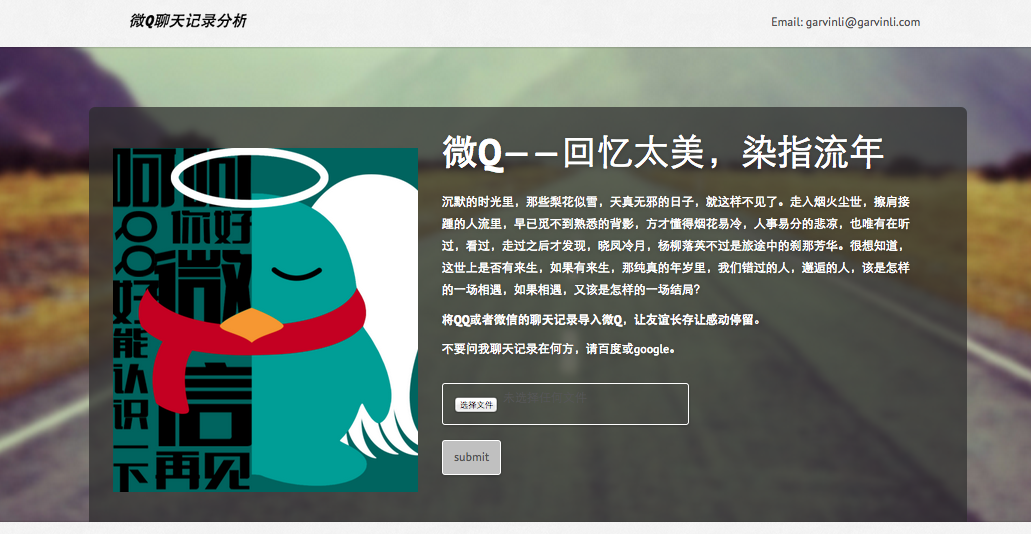 微Q聊天记录分析
Email: garvinli@garvinli.com
微Q——回忆太美，染指流年
沉默的时光里，那些梨花似雪，天真无邪的日子，就这样不见了。走入烟火尘世，擦肩接
踵的人流里，早已觅不到熟悉的背影，方才懂得烟花易冷，人事易分的悲凉，也唯有在听
过，看过，走过之后才发现，晓风冷月，杨柳落英不过是旅途中的刹那芳华。很想知道，
这世上是否有来生，如果有来生，那纯真的年岁里，我们错过的人，邂逅的人，该是怎样
的一场相遇，如果相遇，又该是怎样的一场结局？
将QQ或者微信的聊天记录导入微Q，让友谊长存让感动停留。
不要问我聊天记录在何方，请百度或google。
选择文件
submit
呵呵
QQ
你好
微
好
能
认
识
信
一
下
再见